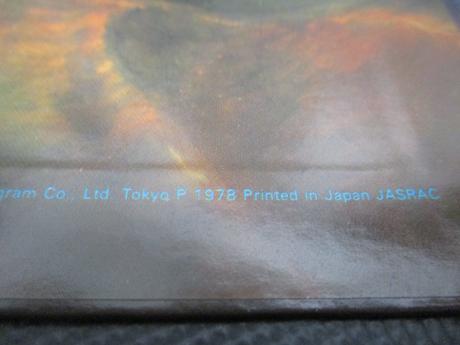 gram Co., Ltd. Tokyo P 1978 Printed in Japan JASRAC